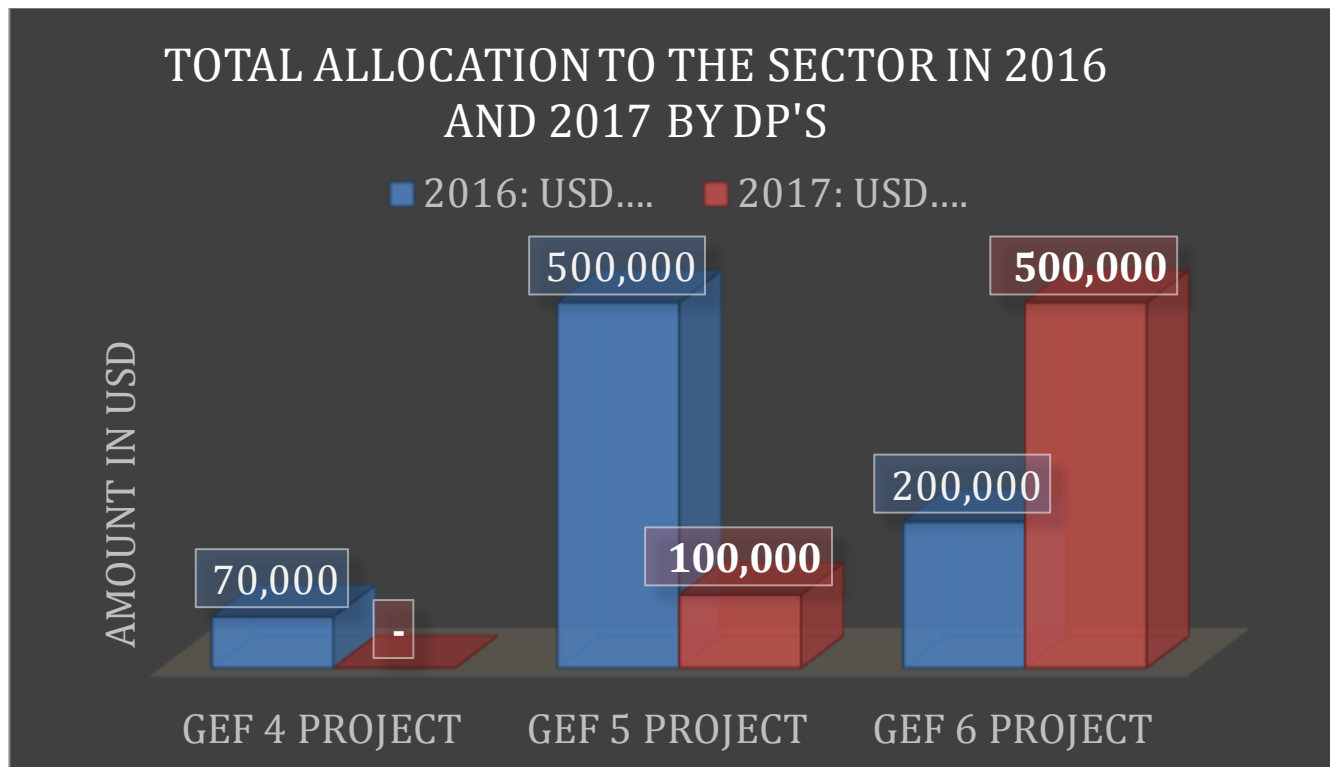 TOTAL ALLOCATION TO THE SECTOR IN 2016
AND 2017 BY DP'S
2016: USD.... 2017: USD....
AMOUNT IN USD
500,000
500,000
200,000
100,000
70,000
-
GEF 4 PROJECT GEF 5 PROJECT GEF 6 PROJECT